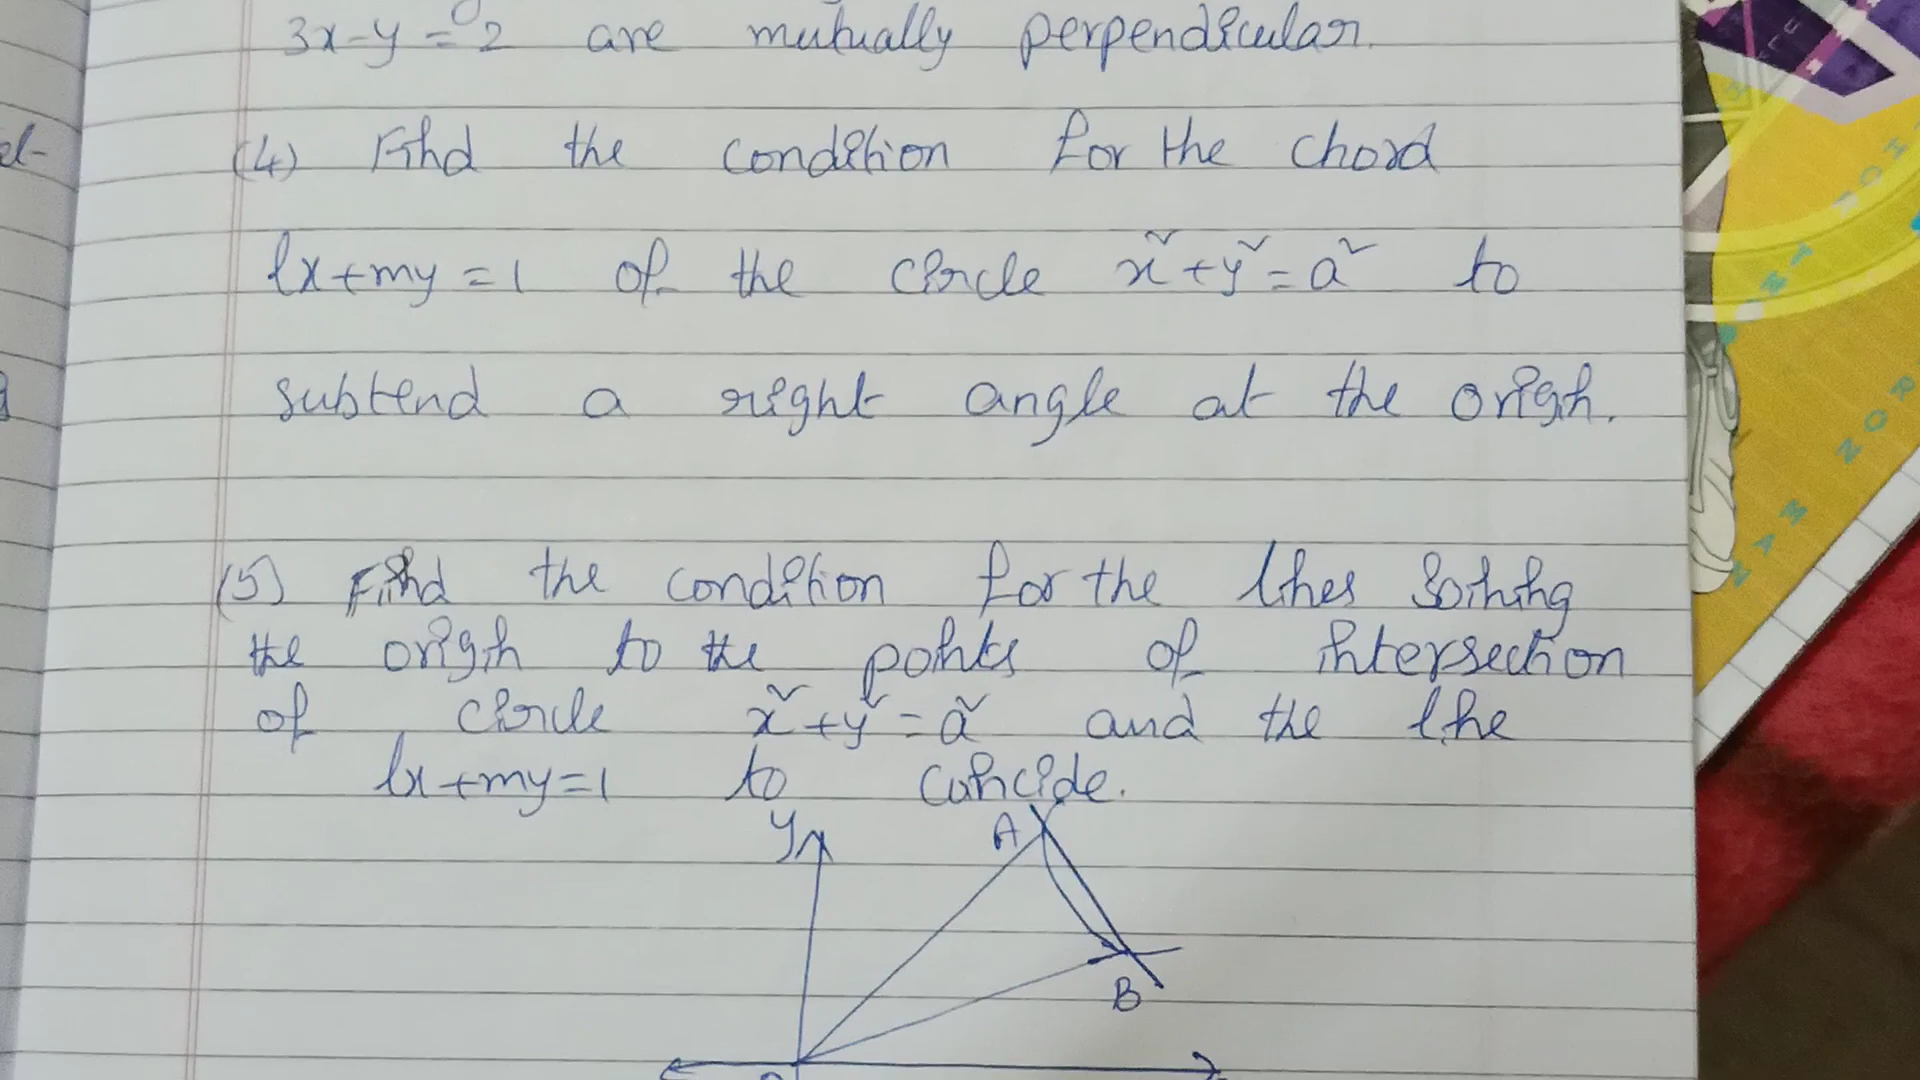 3x-y=2 are mutually perpendicular.
(4) Find the condition for the chord
lx+my=1 of the circle x²+y²=a² to
subtend a right angle at the origin.
(5) Find the condition for the lines Joining
the origin to the points of intersection
of circle x²+y²=a² and the line
lx+my=1 to coincide.
y A
B